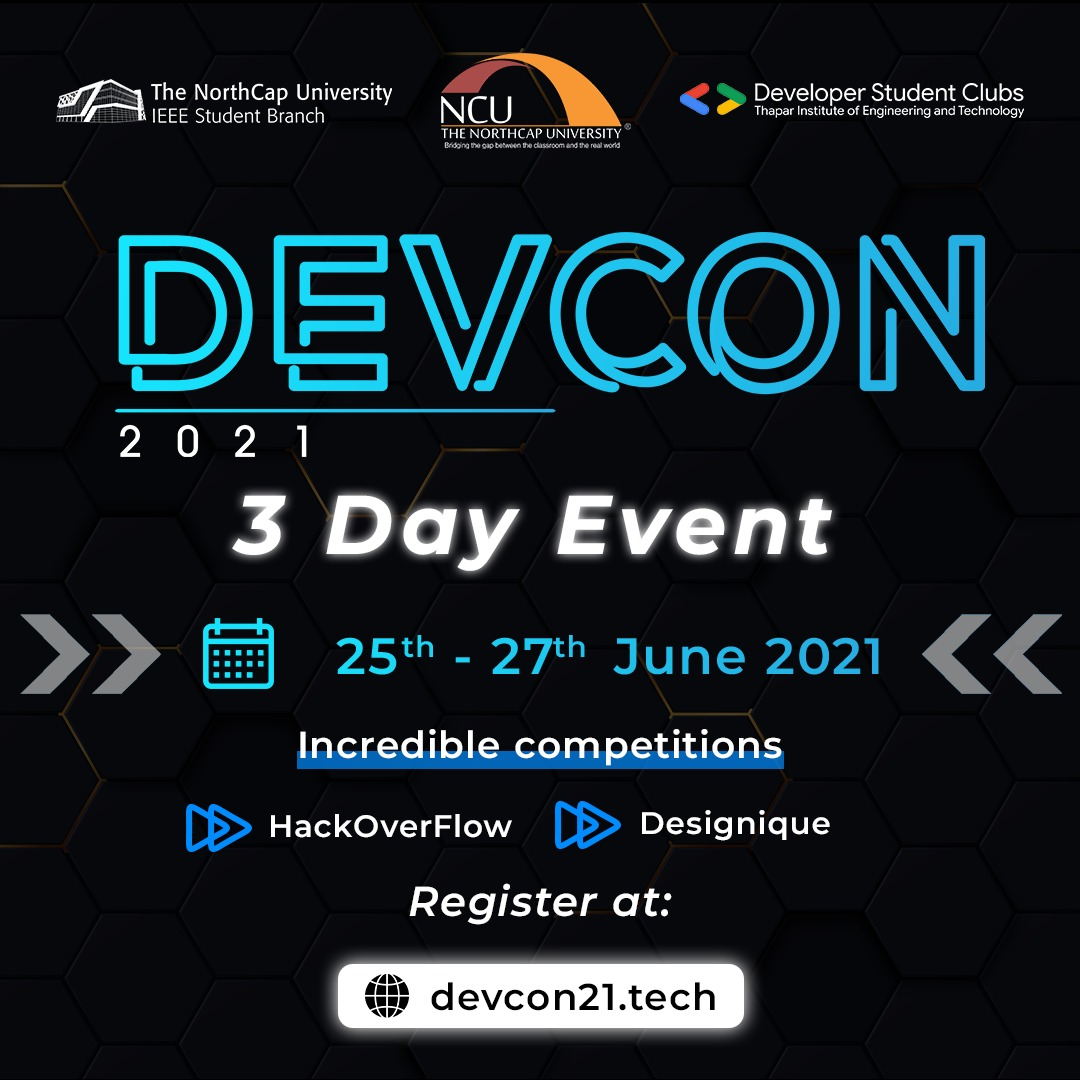 The NorthCap University
IEEE Student Branch
NCU
THE NORTHCAP UNIVERSITY®
Bridging the gap between the classroom and the real world
Developer Student Clubs
Thapar Institute of Engineering and Technology
DEVCON
2021
3 Day Event
25th - 27th June 2021
Incredible competitions
HackOverFlow
Designique
Register at:
devcon21.tech